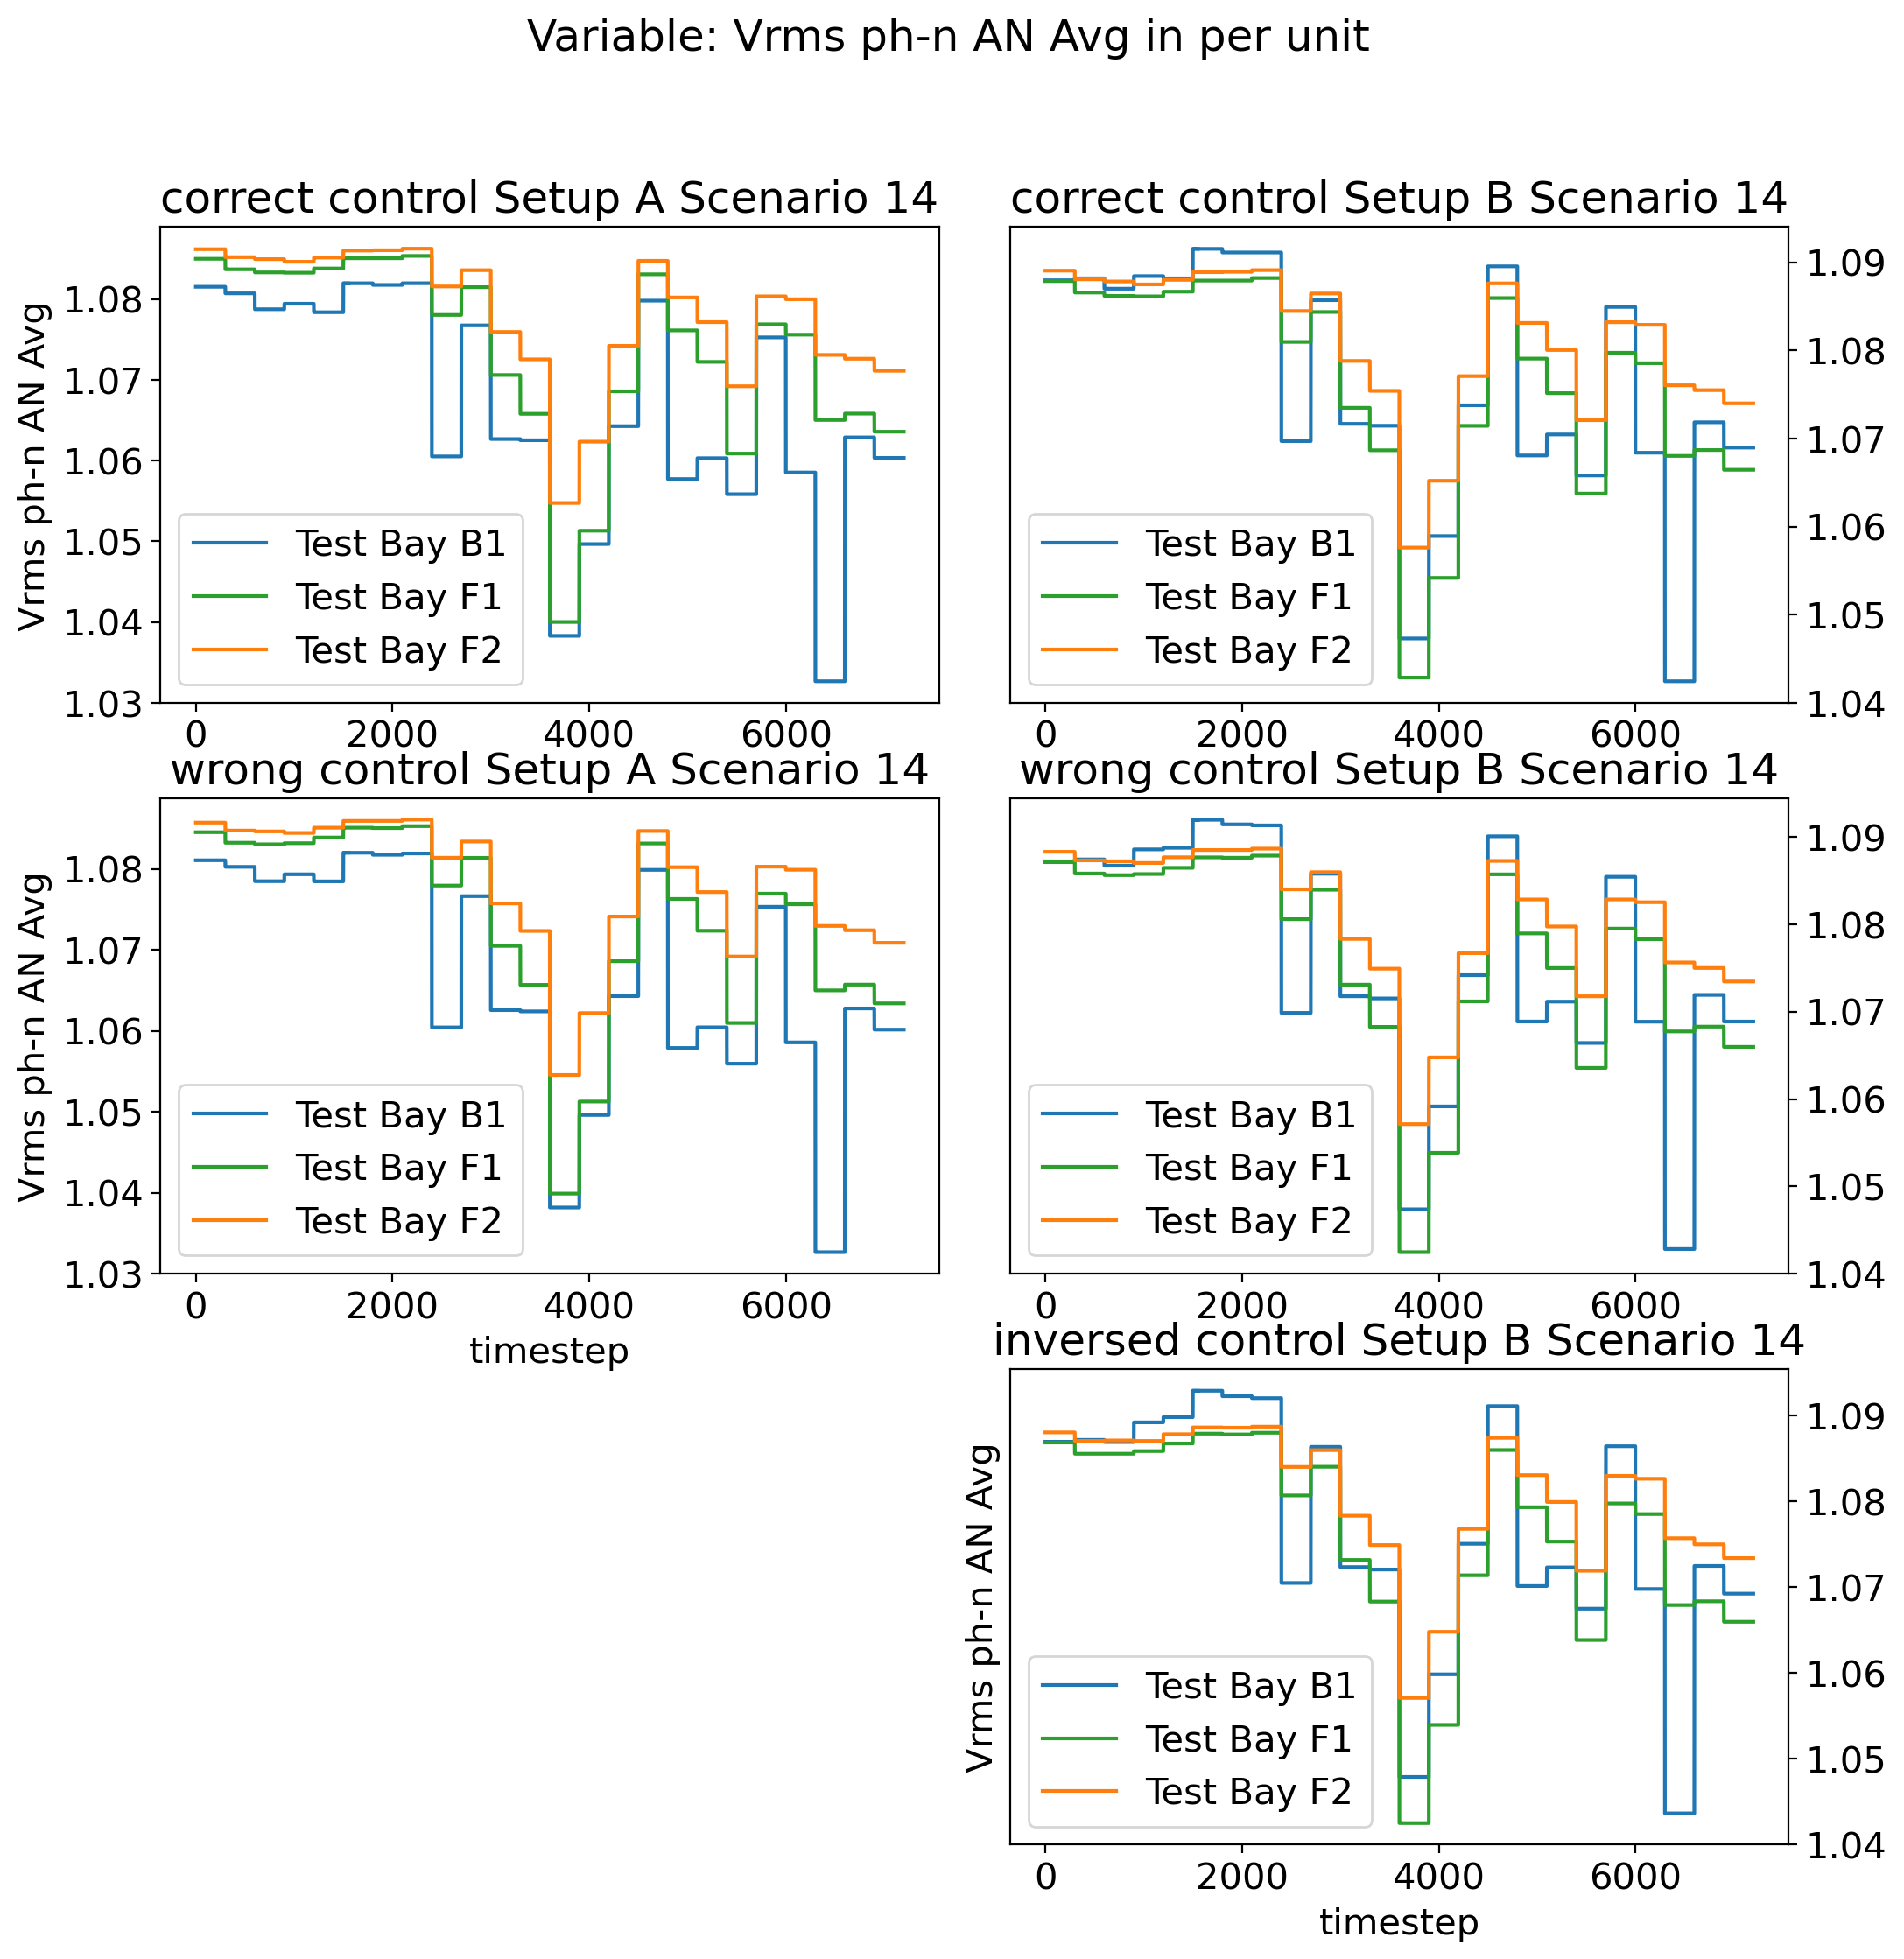 Variable: Vrms ph-n AN Avg in per unit
correct control Setup A Scenario 14
Vrms ph-n AN Avg
1.08
1.07
1.06
1.05
1.04
1.03
Test Bay B1
Test Bay F1
Test Bay F2
0 2000 4000 6000
correct control Setup B Scenario 14
1.09
1.08
1.07
1.06
1.05
1.04
Test Bay B1
Test Bay F1
Test Bay F2
0 2000 4000 6000
wrong control Setup A Scenario 14
Vrms ph-n AN Avg
1.08
1.07
1.06
1.05
1.04
1.03
Test Bay B1
Test Bay F1
Test Bay F2
0 2000 4000 6000
timestep
wrong control Setup B Scenario 14
1.09
1.08
1.07
1.06
1.05
1.04
Test Bay B1
Test Bay F1
Test Bay F2
0 2000 4000 6000
inversed control Setup B Scenario 14
Vrms ph-n AN Avg
1.09
1.08
1.07
1.06
1.05
1.04
Test Bay B1
Test Bay F1
Test Bay F2
0 2000 4000 6000
timestep